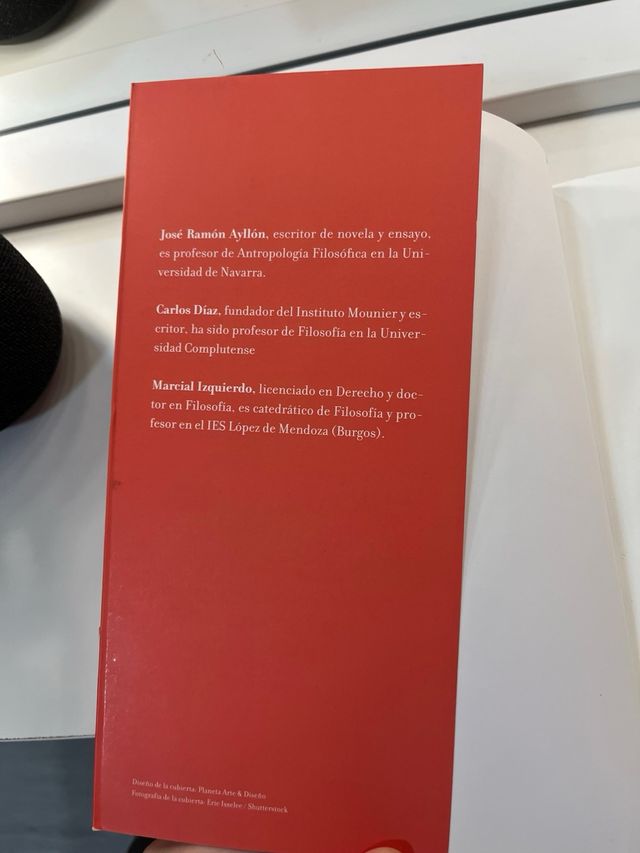 José Ramón Ayllón, escritor de novela y ensayo,
es profesor de Antropología Filosófica en la Uni-
versidad de Navarra.
Carlos Díaz, fundador del Instituto Mounier y es-
critor, ha sido profesor de Filosofía en la Univer-
sidad Complutense
Marcial Izquierdo, licenciado en Derecho y doc-
tor en Filosofía, es catedrático de Filosofía y pro-
fesor en el IES López de Mendoza (Burgos).
Diseño de la cubierta: Planeta Arte & Diseño
Fotografía de la cubierta: Eric Isselee / Shutterstock